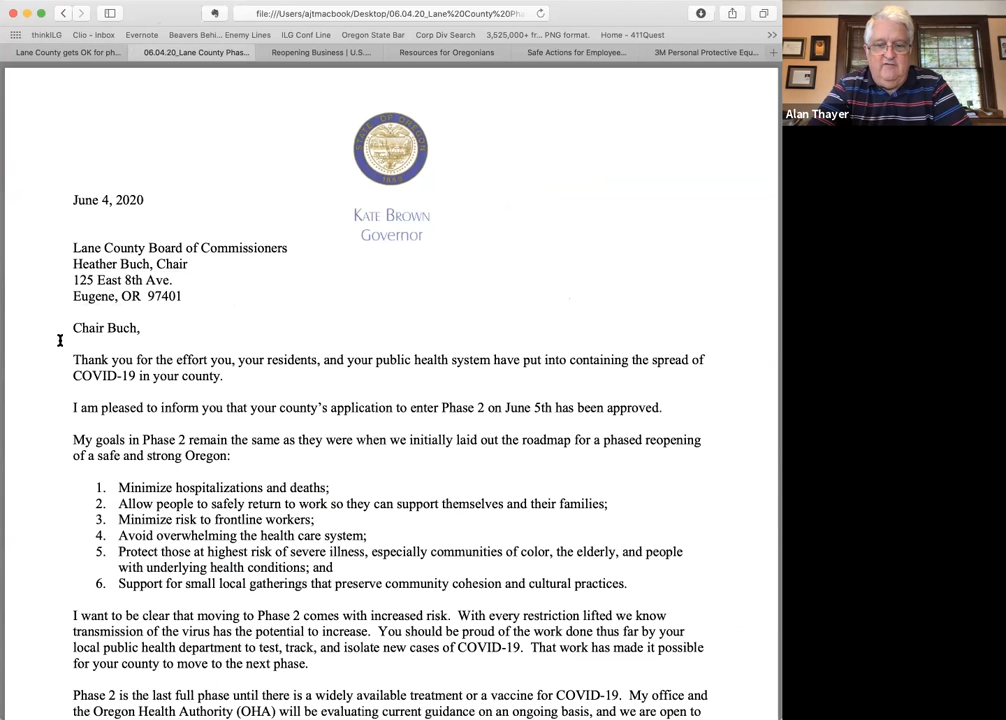 file:///Users/ajtmacbook/Desktop/06.04.20_Lane%20County%20Pha
thinkILG Clio - Inbox Evernote Beavers Behi... Enemy Lines ILG Conf Line Oregon State Bar Corp Div Search 3,525,000+ fr... PNG format. Home - 411Quest
Lane County gets OK for ph... 06.04.20_Lane County Phas... Reopening Business | U.S.... Resources for Oregonians Safe Actions for Employee... 3M Personal Protective Equ...
Alan Thayer
STATE OF OREGON
1859
June 4, 2020
KATE BROWN
Governor
Lane County Board of Commissioners
Heather Buch, Chair
125 East 8th Ave.
Eugene, OR 97401
Chair Buch,
Thank you for the effort you, your residents, and your public health system have put into containing the spread of
COVID-19 in your county.
I am pleased to inform you that your county's application to enter Phase 2 on June 5th has been approved.
My goals in Phase 2 remain the same as they were when we initially laid out the roadmap for a phased reopening
of a safe and strong Oregon:
1. Minimize hospitalizations and deaths;
2. Allow people to safely return to work so they can support themselves and their families;
3. Minimize risk to frontline workers;
4. Avoid overwhelming the health care system;
5. Protect those at highest risk of severe illness, especially communities of color, the elderly, and people
with underlying health conditions; and
6. Support for small local gatherings that preserve community cohesion and cultural practices.
I want to be clear that moving to Phase 2 comes with increased risk. With every restriction lifted we know
transmission of the virus has the potential to increase. You should be proud of the work done thus far by your
local public health department to test, track, and isolate new cases of COVID-19. That work has made it possible
for your county to move to the next phase.
Phase 2 is the last full phase until there is a widely available treatment or a vaccine for COVID-19. My office and
the Oregon Health Authority (OHA) will be evaluating current guidance on an ongoing basis, and we are open to